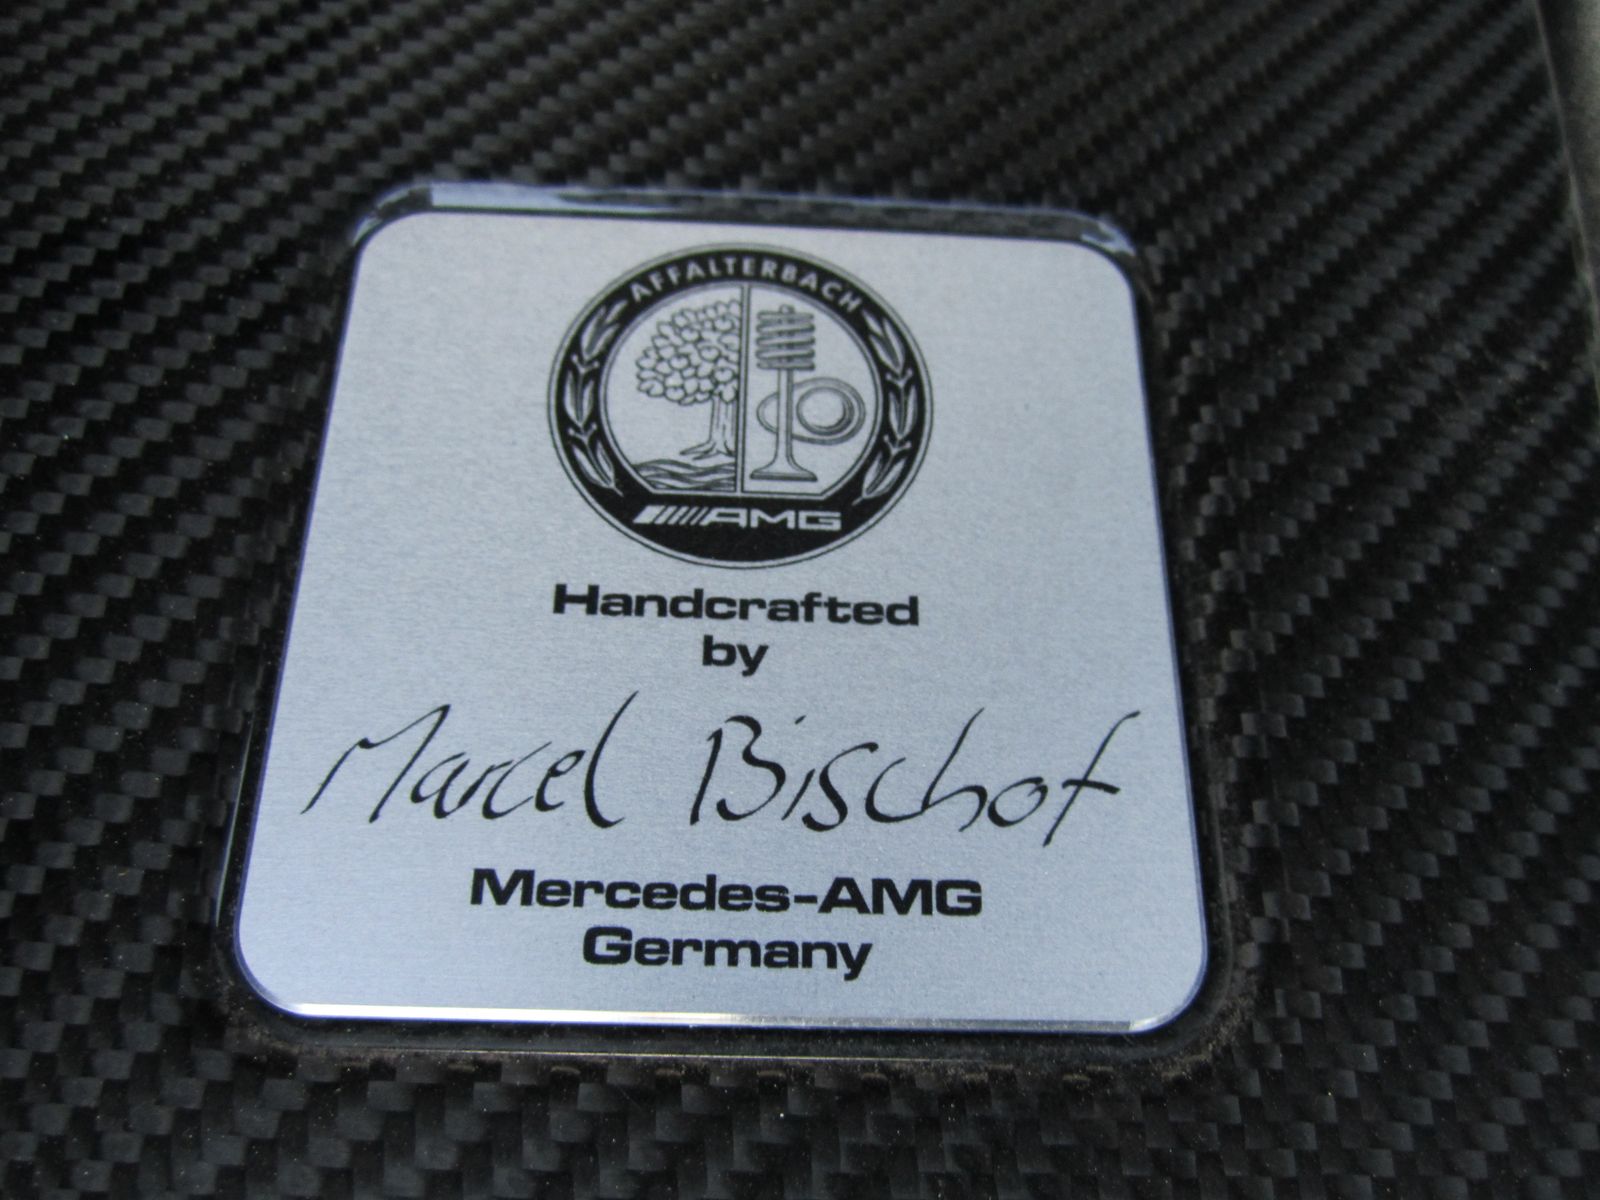 AFFALTERBACH
AMG
Handcrafted
by
Marcel Bischof
Mercedes-AMG
Germany